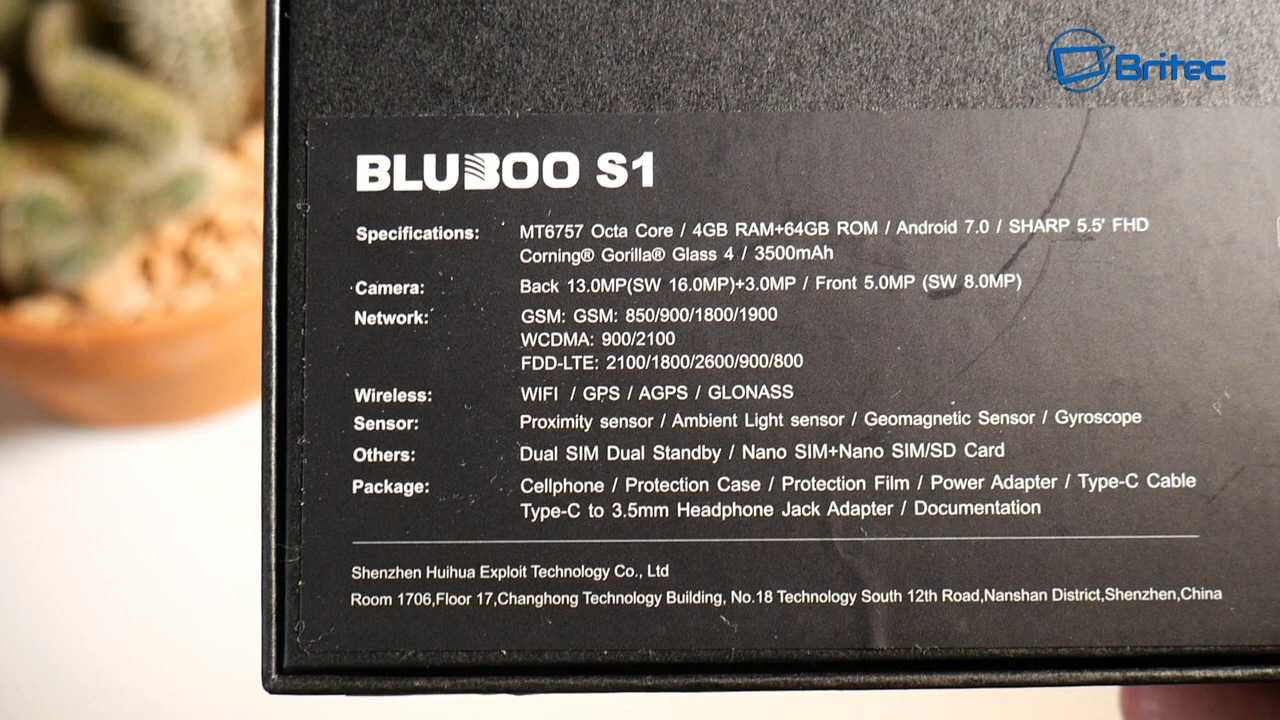 Britec
BLUBOO S1
Specifications: MT6757 Octa Core / 4GB RAM+64GB ROM / Android 7.0 / SHARP 5.5' FHD
Corning® Gorilla® Glass 4 / 3500mAh
Camera: Back 13.0MP(SW 16.0MP)+3.0MP / Front 5.0MP (SW 8.0MP)
Network: GSM: GSM: 850/900/1800/1900
WCDMA: 900/2100
FDD-LTE: 2100/1800/2600/900/800
Wireless: WIFI / GPS / AGPS / GLONASS
Sensor: Proximity sensor / Ambient Light sensor / Geomagnetic Sensor / Gyroscope
Others: Dual SIM Dual Standby / Nano SIM+Nano SIM/SD Card
Package: Cellphone / Protection Case / Protection Film / Power Adapter / Type-C Cable
Type-C to 3.5mm Headphone Jack Adapter / Documentation
Shenzhen Huihua Exploit Technology Co., Ltd
Room 1706,Floor 17,Changhong Technology Building, No.18 Technology South 12th Road,Nanshan District,Shenzhen,China